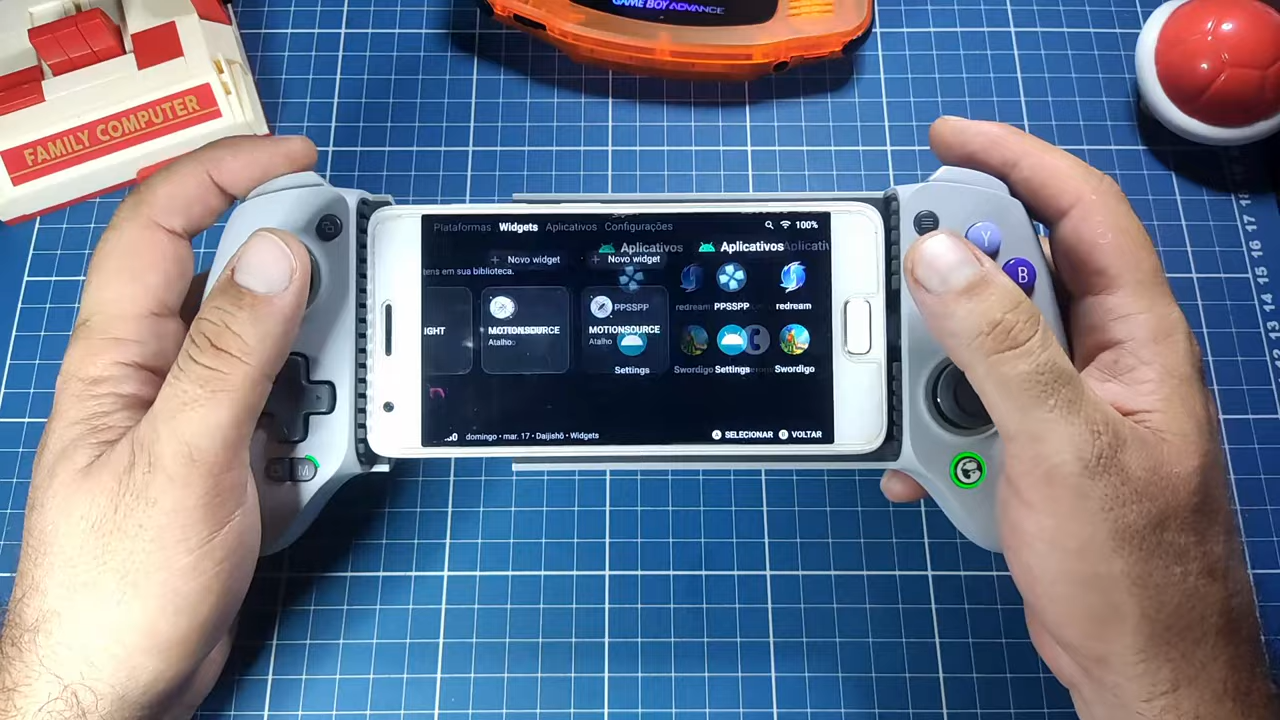 GAME BOY ADVANCE
FAMILY COMPUTER
Plataformas Widgets Aplicativos Configurações 100%
Aplicativos Aplicativos
+ Novo widget + Novo widget
tens em sua biblioteca.
PPSSPP redream PPSSPP redream
IGHT MOTIONSOURCE MOTIONSOURCE
Atalho Atalho
Settings Swordigo Settings Swordigo
domingo • mar. 17 • Daijishō • Widgets A SELECIONAR B VOLTAR
Y
B
M